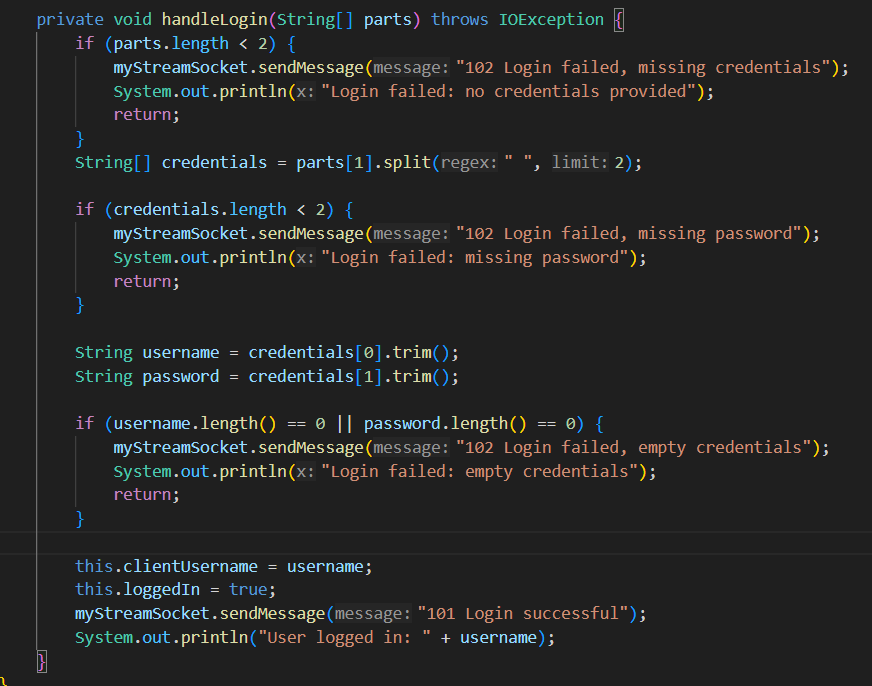 private void handleLogin(String[] parts) throws IOException {
if (parts.length < 2) {
myStreamSocket.sendMessage(message: "102 Login failed, missing credentials");
System.out.println(x: "Login failed: no credentials provided");
return;
}
String[] credentials = parts[1].split(regex: " ", limit: 2);
if (credentials.length < 2) {
myStreamSocket.sendMessage(message: "102 Login failed, missing password");
System.out.println(x: "Login failed: missing password");
return;
}
String username = credentials[0].trim();
String password = credentials[1].trim();
if (username.length() == 0 || password.length() == 0) {
myStreamSocket.sendMessage(message: "102 Login failed, empty credentials");
System.out.println(x: "Login failed: empty credentials");
return;
}
this.clientUsername = username;
this.loggedIn = true;
myStreamSocket.sendMessage(message: "101 Login successful");
System.out.println("User logged in: " + username);
}
}